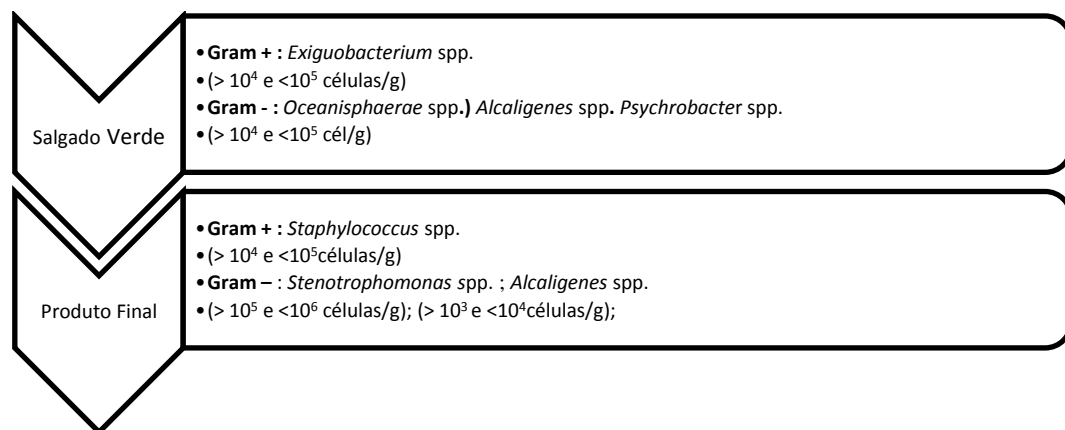 Salgado Verde
•Gram + : Exiguobacterium spp.
•(> 10⁴ e <10⁵ células/g)
•Gram - : Oceanisphaerae spp.) Alcaligenes spp. Psychrobacter spp.
•(> 10⁴ e <10⁵ cél/g)
Produto Final
•Gram + : Staphylococcus spp.
•(> 10⁴ e <10⁵células/g)
•Gram – : Stenotrophomonas spp. ; Alcaligenes spp.
•(> 10⁵ e <10⁶ células/g); (> 10³ e <10⁴células/g);